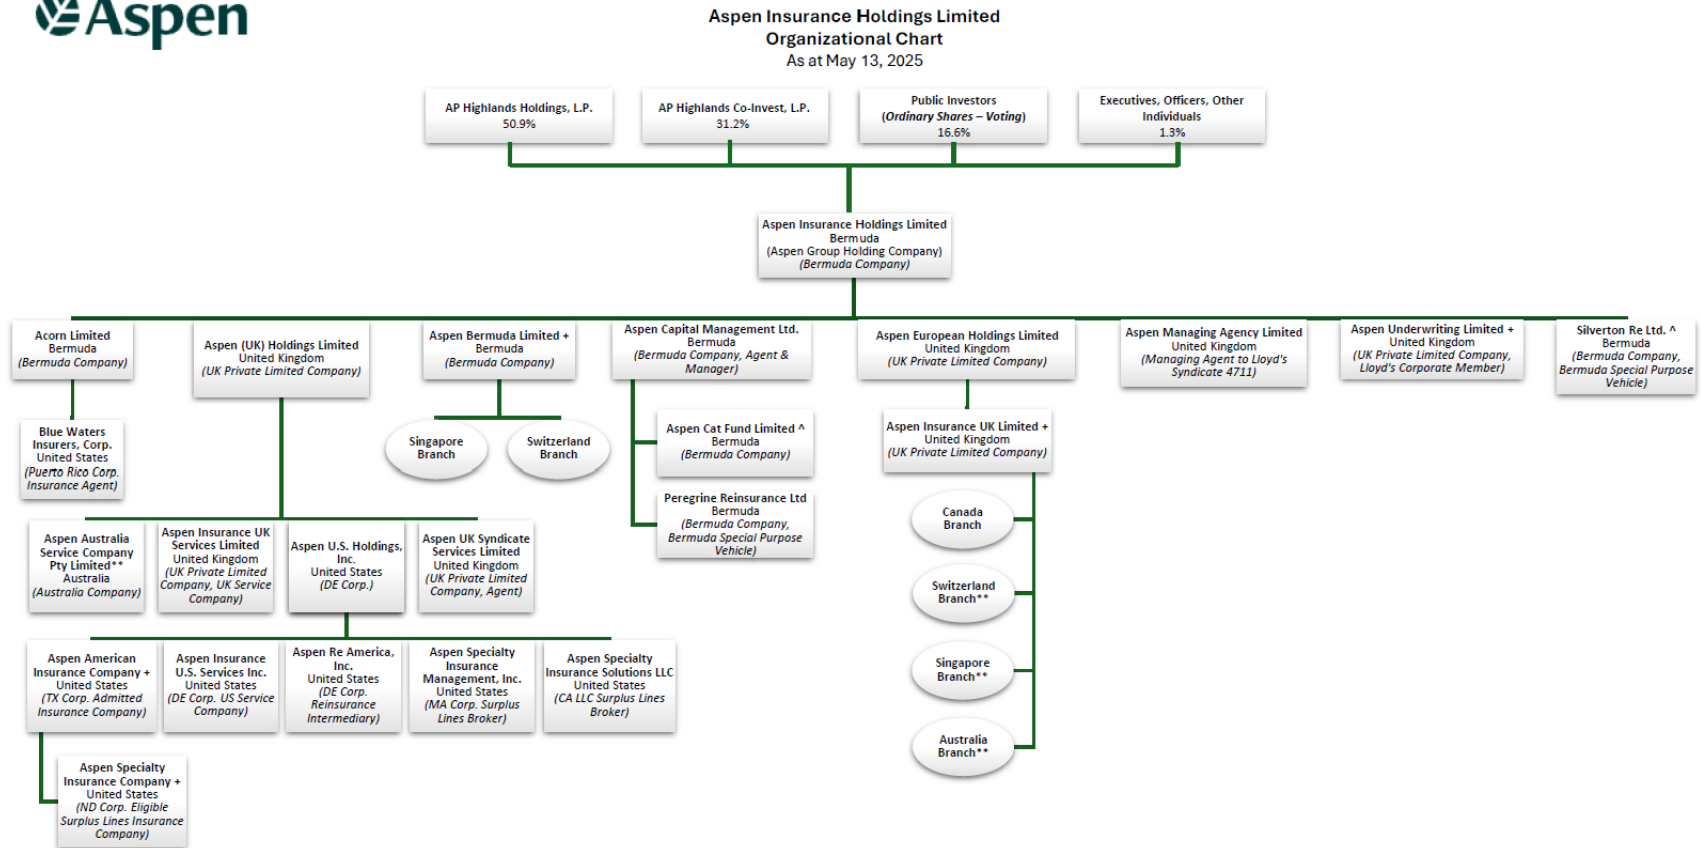 Aspen
Aspen Insurance Holdings Limited
Organizational Chart
As at May 13, 2025
AP Highlands Holdings, L.P.
50.9%
AP Highlands Co-Invest, L.P.
31.2%
Public Investors
(Ordinary Shares – Voting)
16.6%
Executives, Officers, Other
Individuals
1.3%
Aspen Insurance Holdings Limited
Bermuda
(Aspen Group Holding Company)
(Bermuda Company)
Acorn Limited
Bermuda
(Bermuda Company)
Aspen (UK) Holdings Limited
United Kingdom
(UK Private Limited Company)
Aspen Bermuda Limited +
Bermuda
(Bermuda Company)
Aspen Capital Management Ltd.
Bermuda
(Bermuda Company, Agent &
Manager)
Aspen European Holdings Limited
United Kingdom
(UK Private Limited Company)
Aspen Managing Agency Limited
United Kingdom
(Managing Agent to Lloyd's
Syndicate 4711)
Aspen Underwriting Limited +
United Kingdom
(UK Private Limited Company,
Lloyd's Corporate Member)
Silverton Re Ltd. ^
Bermuda
(Bermuda Company,
Bermuda Special Purpose
Vehicle)
Blue Waters
Insurers, Corp.
United States
(Puerto Rico Corp.
Insurance Agent)
Singapore
Branch
Switzerland
Branch
Aspen Cat Fund Limited ^
Bermuda
(Bermuda Company)
Peregrine Reinsurance Ltd
Bermuda
(Bermuda Company,
Bermuda Special Purpose
Vehicle)
Aspen Insurance UK Limited +
United Kingdom
(UK Private Limited Company)
Canada
Branch
Switzerland
Branch**
Singapore
Branch**
Australia
Branch**
Aspen Australia
Service Company
Pty Limited**
Australia
(Australia Company)
Aspen Insurance UK
Services Limited
United Kingdom
(UK Private Limited
Company, UK Service
Company)
Aspen U.S. Holdings,
Inc.
United States
(DE Corp.)
Aspen UK Syndicate
Services Limited
United Kingdom
(UK Private Limited
Company, Agent)
Aspen American
Insurance Company +
United States
(TX Corp. Admitted
Insurance Company)
Aspen Insurance
U.S. Services Inc.
United States
(DE Corp. US Service
Company)
Aspen Re America,
Inc.
United States
(DE Corp.
Reinsurance
Intermediary)
Aspen Specialty
Insurance
Management, Inc.
United States
(MA Corp. Surplus
Lines Broker)
Aspen Specialty
Insurance Solutions LLC
United States
(CA LLC Surplus Lines
Broker)
Aspen Specialty
Insurance Company +
United States
(ND Corp. Eligible
Surplus Lines Insurance
Company)